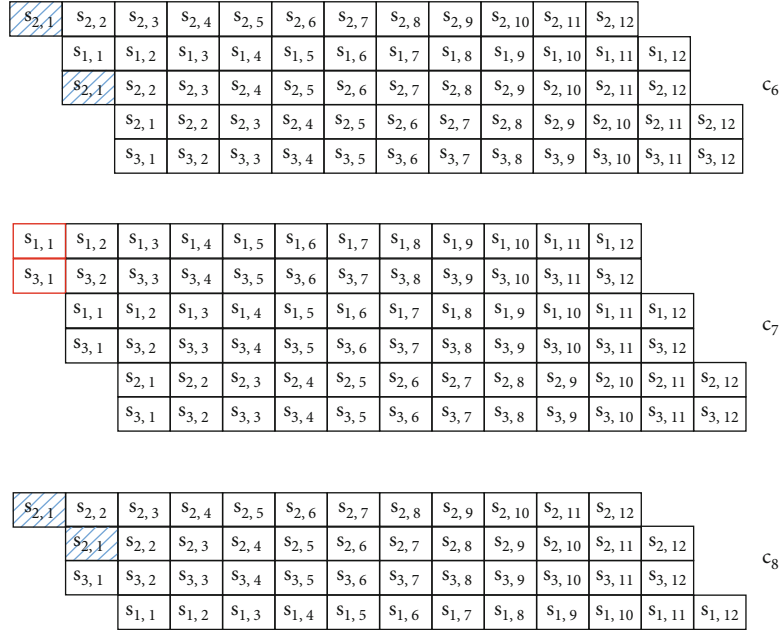 s2, 1 s2, 2 s2, 3 s2, 4 s2, 5 s2, 6 s2, 7 s2, 8 s2, 9 s2, 10 s2, 11 s2, 12
s1, 1 s1, 2 s1, 3 s1, 4 s1, 5 s1, 6 s1, 7 s1, 8 s1, 9 s1, 10 s1, 11 s1, 12
s2, 1 s2, 2 s2, 3 s2, 4 s2, 5 s2, 6 s2, 7 s2, 8 s2, 9 s2, 10 s2, 11 s2, 12 c6
s2, 1 s2, 2 s2, 3 s2, 4 s2, 5 s2, 6 s2, 7 s2, 8 s2, 9 s2, 10 s2, 11 s2, 12
s3, 1 s3, 2 s3, 3 s3, 4 s3, 5 s3, 6 s3, 7 s3, 8 s3, 9 s3, 10 s3, 11 s3, 12
s1, 1 s1, 2 s1, 3 s1, 4 s1, 5 s1, 6 s1, 7 s1, 8 s1, 9 s1, 10 s1, 11 s1, 12
s3, 1 s3, 2 s3, 3 s3, 4 s3, 5 s3, 6 s3, 7 s3, 8 s3, 9 s3, 10 s3, 11 s3, 12
s1, 1 s1, 2 s1, 3 s1, 4 s1, 5 s1, 6 s1, 7 s1, 8 s1, 9 s1, 10 s1, 11 s1, 12 c7
s3, 1 s3, 2 s3, 3 s3, 4 s3, 5 s3, 6 s3, 7 s3, 8 s3, 9 s3, 10 s3, 11 s3, 12
s2, 1 s2, 2 s2, 3 s2, 4 s2, 5 s2, 6 s2, 7 s2, 8 s2, 9 s2, 10 s2, 11 s2, 12
s3, 1 s3, 2 s3, 3 s3, 4 s3, 5 s3, 6 s3, 7 s3, 8 s3, 9 s3, 10 s3, 11 s3, 12
s2, 1 s2, 2 s2, 3 s2, 4 s2, 5 s2, 6 s2, 7 s2, 8 s2, 9 s2, 10 s2, 11 s2, 12
s2, 1 s2, 2 s2, 3 s2, 4 s2, 5 s2, 6 s2, 7 s2, 8 s2, 9 s2, 10 s2, 11 s2, 12
s3, 1 s3, 2 s3, 3 s3, 4 s3, 5 s3, 6 s3, 7 s3, 8 s3, 9 s3, 10 s3, 11 s3, 12 c8
s1, 1 s1, 2 s1, 3 s1, 4 s1, 5 s1, 6 s1, 7 s1, 8 s1, 9 s1, 10 s1, 11 s1, 12